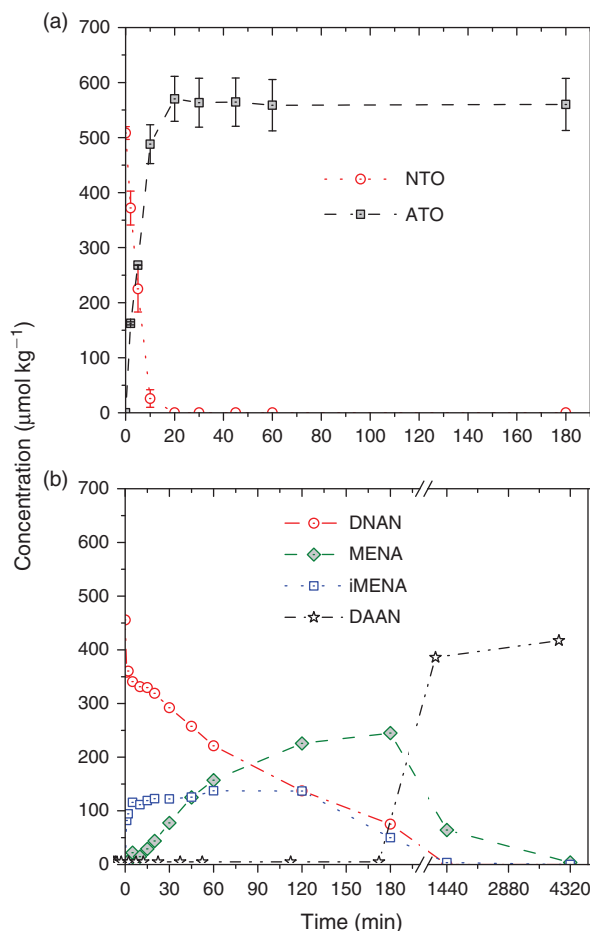 (a)
700
600
500
400
300
200
100
0
NTO
ATO
0 20 40 60 80 100 120 140 160 180
Concentration (µmol kg−1)
(b)
700
600
500
400
300
200
100
0
DNAN
MENA
iMENA
DAAN
0 30 60 90 120 150 180 1440 2880 4320
Time (min)